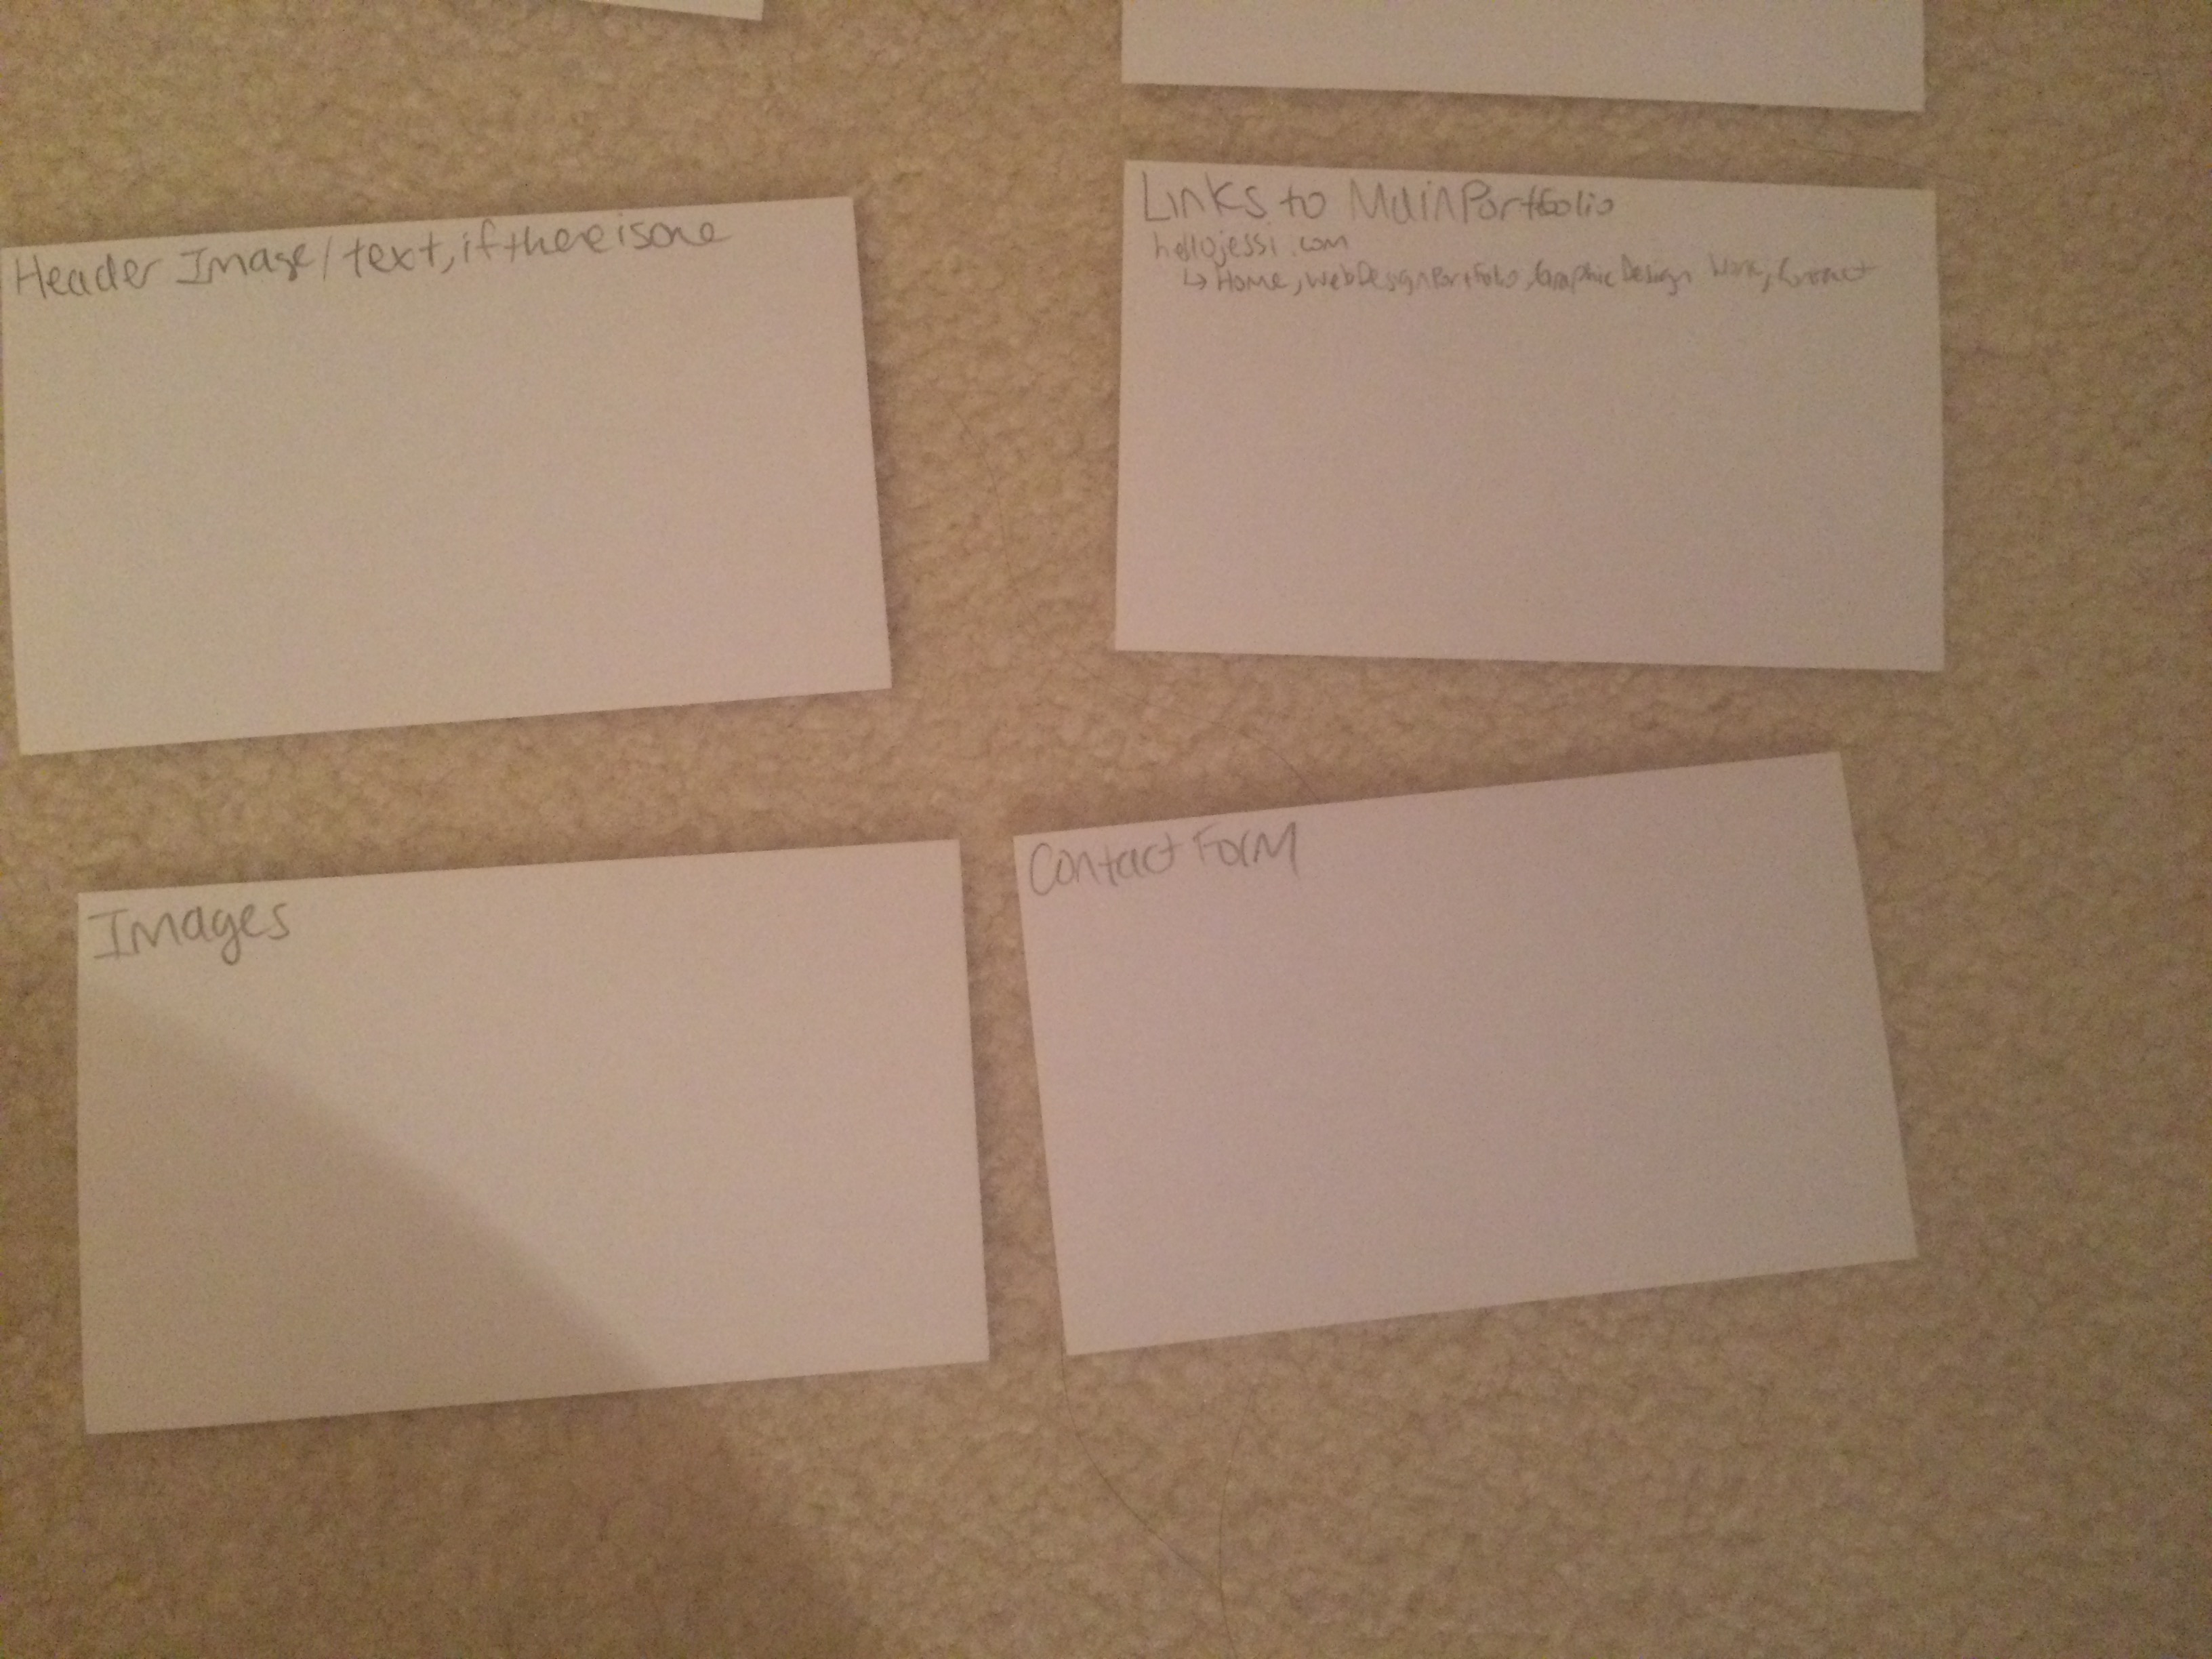 Header Image/text, if there is one
Links to Main Portfolio
hellojessi.com
↳ Home, Web Design Portfolio, Graphic Design Work, Contact
Images
Contact Form